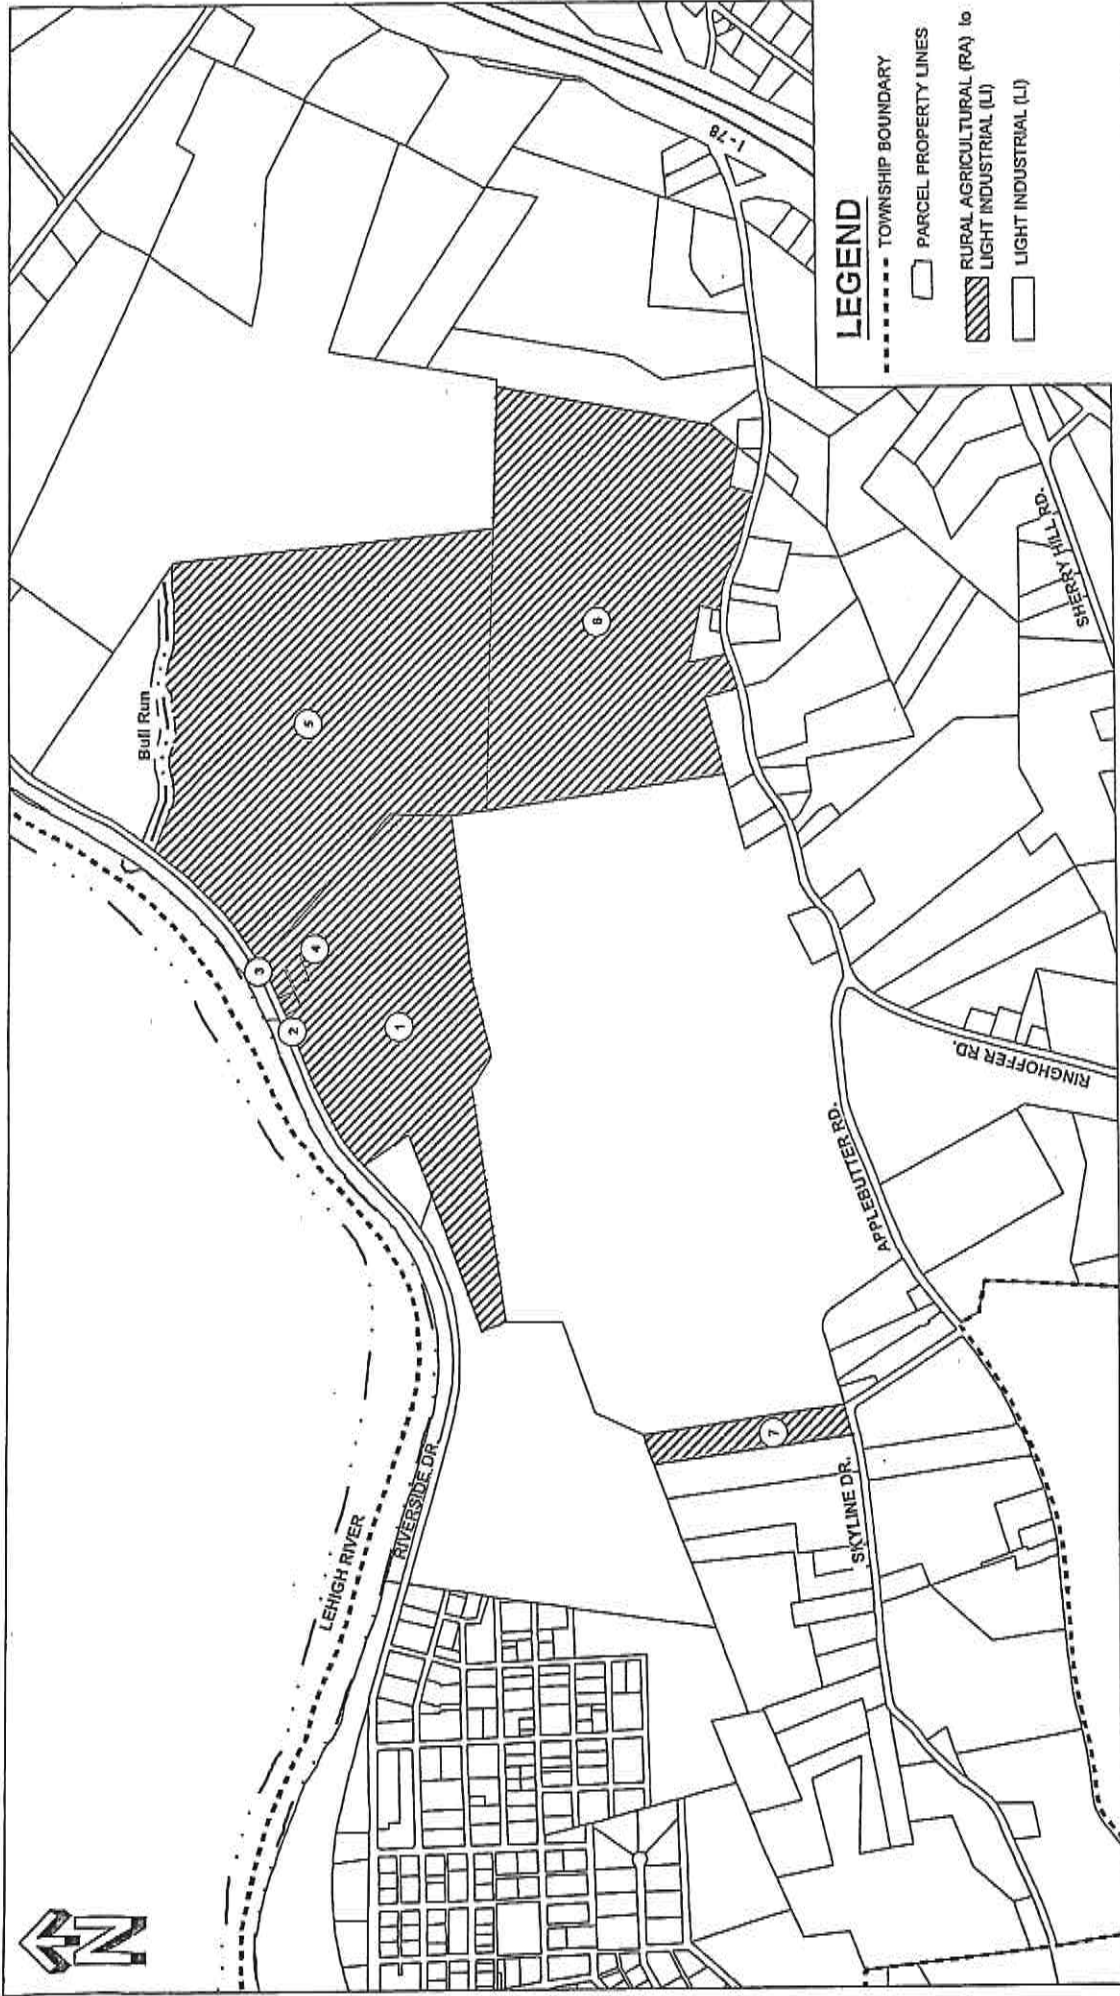 N
Bull Run
LEHIGH RIVER
RIVERSIDE DR
1
2
3
4
5
6
7
SKYLINE DR.
APPLEBUTTER RD.
RINGHOFFER RD.
SHERRY HILL RD.
I-78
LEGEND
TOWNSHIP BOUNDARY
PARCEL PROPERTY LINES
RURAL AGRICULTURAL (RA) to
LIGHT INDUSTRIAL (LI)
LIGHT INDUSTRIAL (LI)